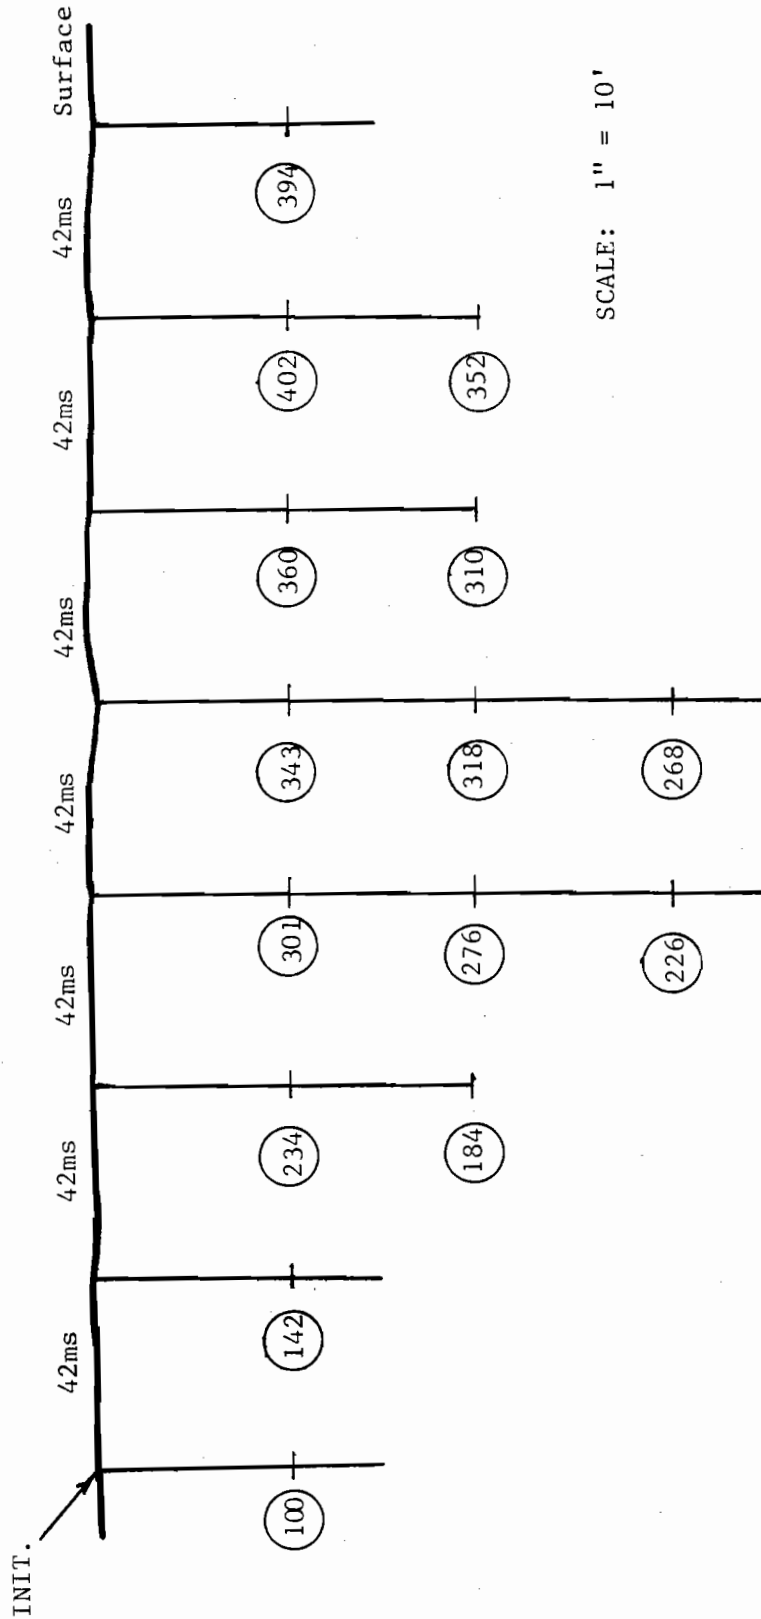 INIT.
42ms 42ms 42ms 42ms 42ms 42ms 42ms Surface
100 142 234 301 343 360 402 394
184 276 318 310 352
226 268
SCALE: 1" = 10'